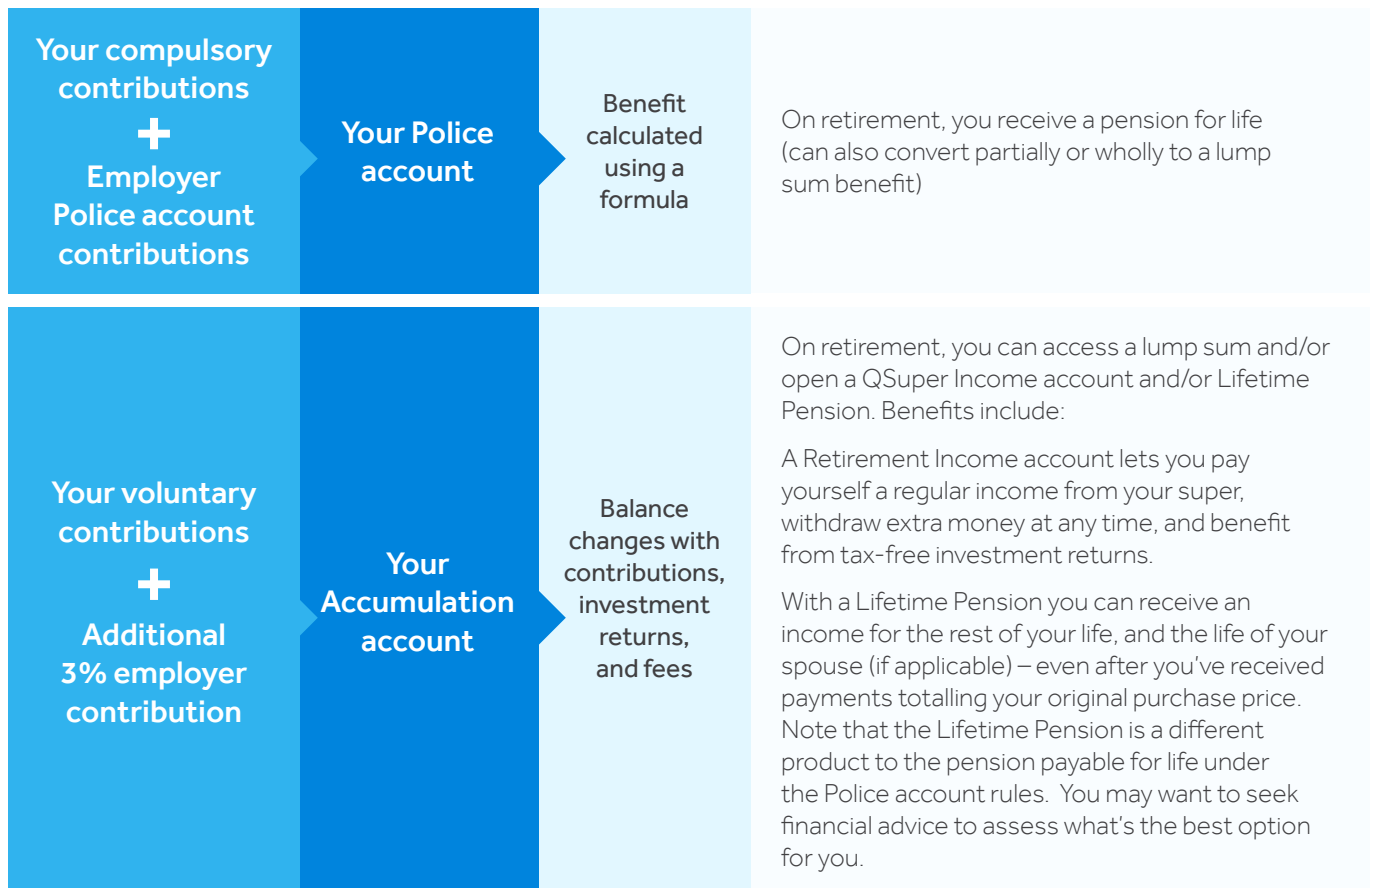 Your compulsory
contributions
+
Employer
Police account
contributions
Your Police
account
Benefit
calculated
using a
formula
On retirement, you receive a pension for life
(can also convert partially or wholly to a lump
sum benefit)
Your voluntary
contributions
+
Additional
3% employer
contribution
Your
Accumulation
account
Balance
changes with
contributions,
investment
returns,
and fees
On retirement, you can access a lump sum and/or
open a QSuper Income account and/or Lifetime
Pension. Benefits include:
A Retirement Income account lets you pay
yourself a regular income from your super,
withdraw extra money at any time, and benefit
from tax-free investment returns.
With a Lifetime Pension you can receive an
income for the rest of your life, and the life of your
spouse (if applicable) – even after you’ve received
payments totalling your original purchase price.
Note that the Lifetime Pension is a different
product to the pension payable for life under
the Police account rules.  You may want to seek
financial advice to assess what’s the best option
for you.